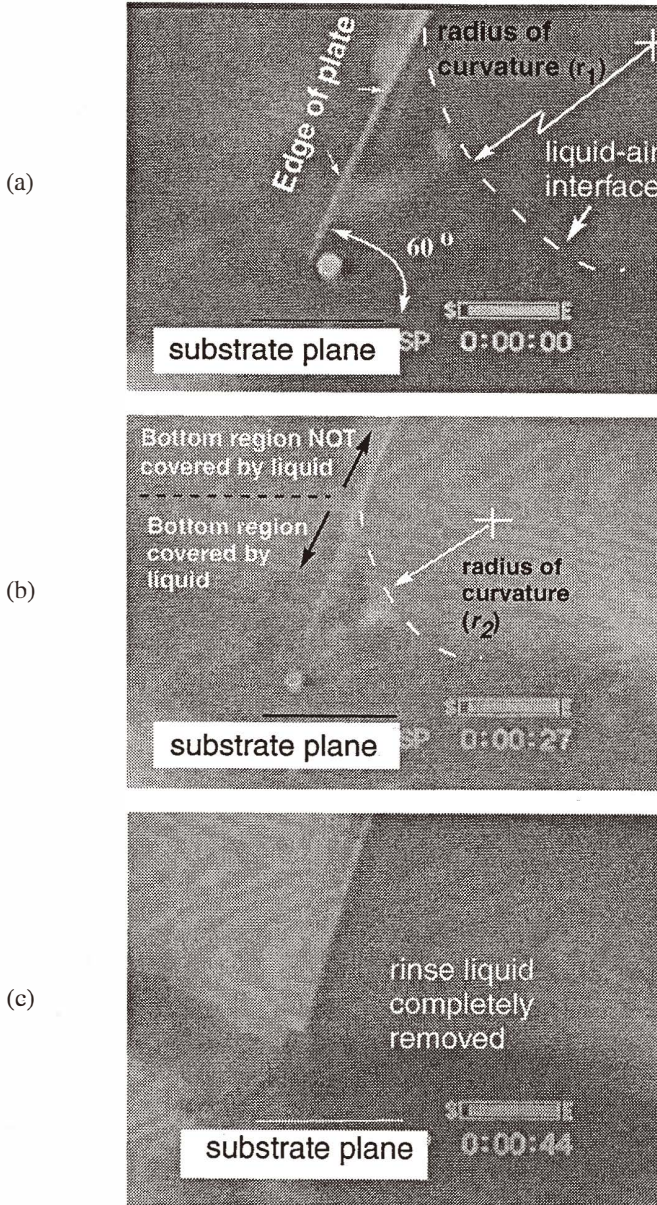 (a)
Edge of plate
radius of
curvature (r1)
liquid-air
interface
60 °
S E
substrate plane
SP 0:00:00
(b)
Bottom region NOT
covered by liquid
Bottom region
covered by
liquid
radius of
curvature
(r2)
S E
substrate plane
SP 0:00:27
(c)
rinse liquid
completely
removed
S E
substrate plane
0:00:44